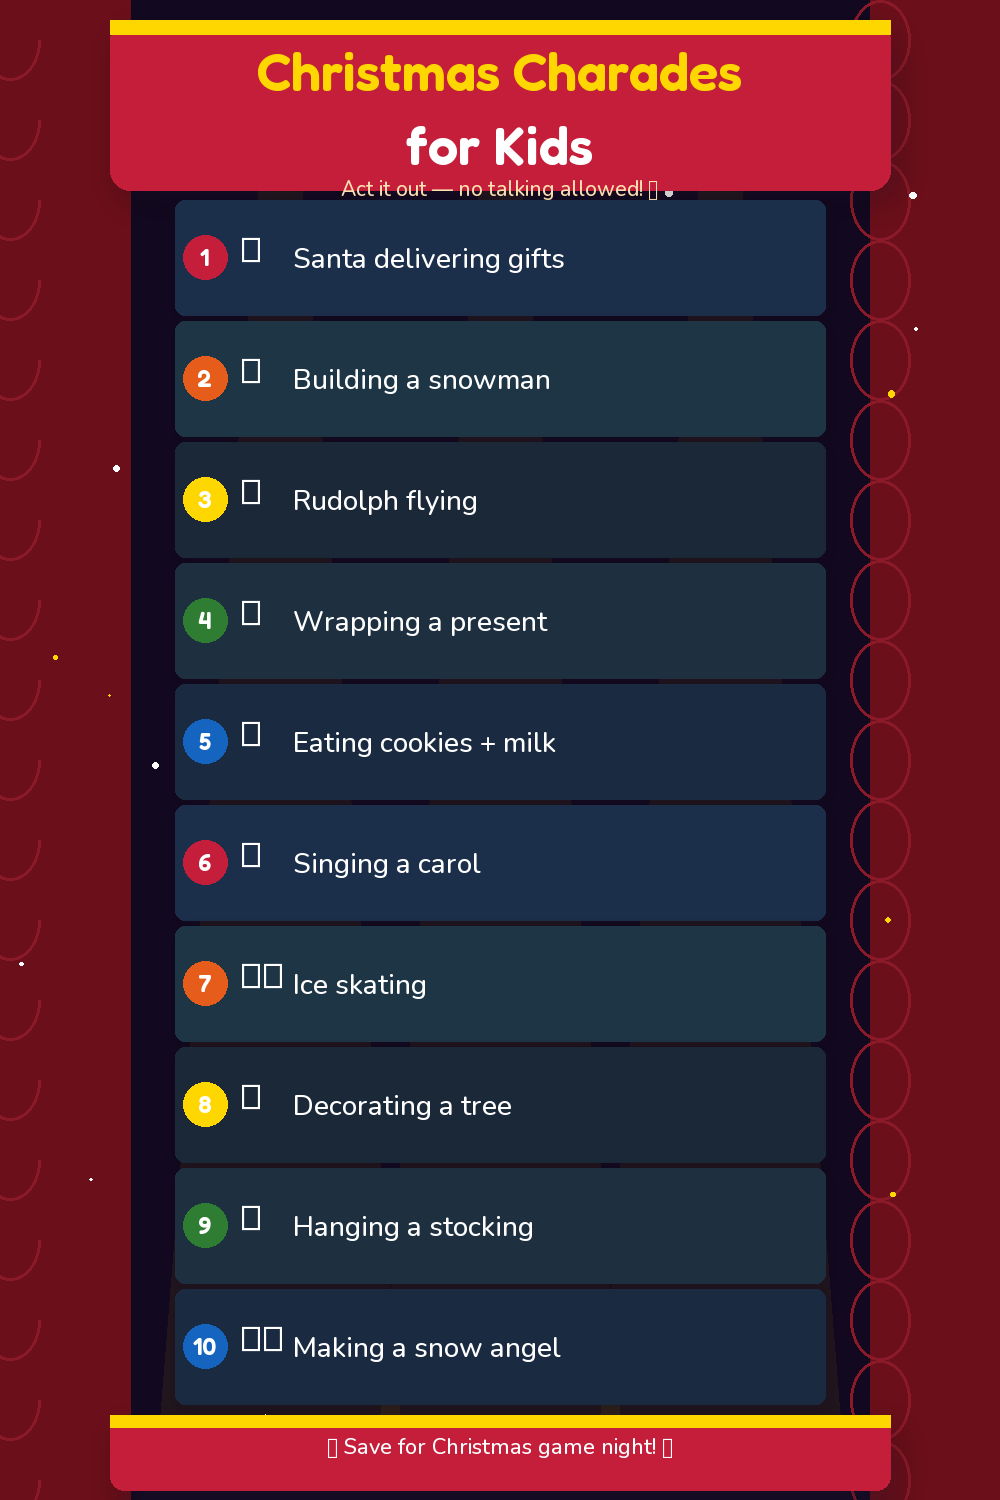 Christmas Charades
for Kids
Act it out — no talking allowed!
1 Santa delivering gifts
2 Building a snowman
3 Rudolph flying
4 Wrapping a present
5 Eating cookies + milk
6 Singing a carol
7 Ice skating
8 Decorating a tree
9 Hanging a stocking
10 Making a snow angel
Save for Christmas game night!